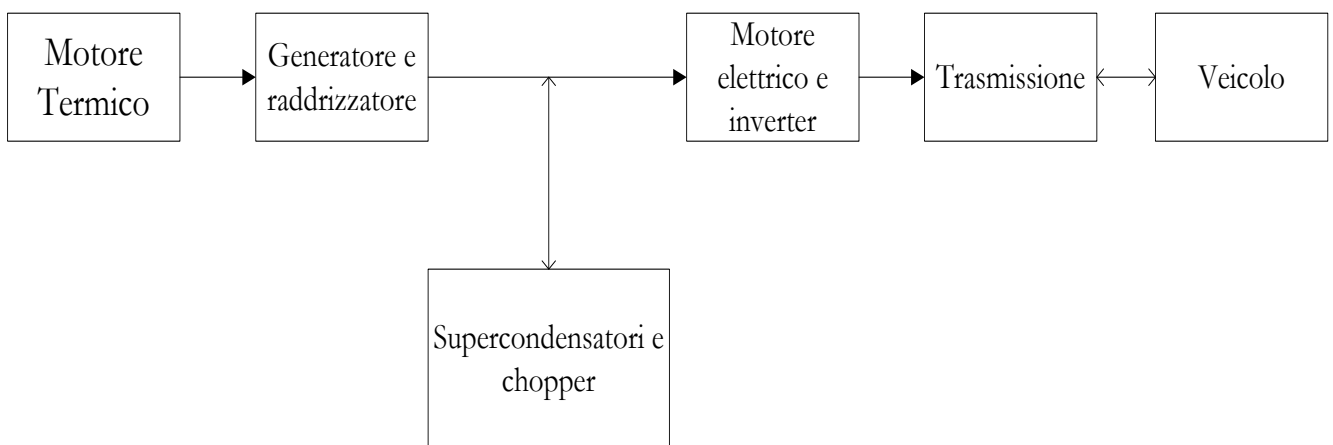 Motore
Termico
Generatore e
raddrizzatore
Motore
elettrico e
inverter
Trasmissione
Veicolo
Supercondensatori e
chopper